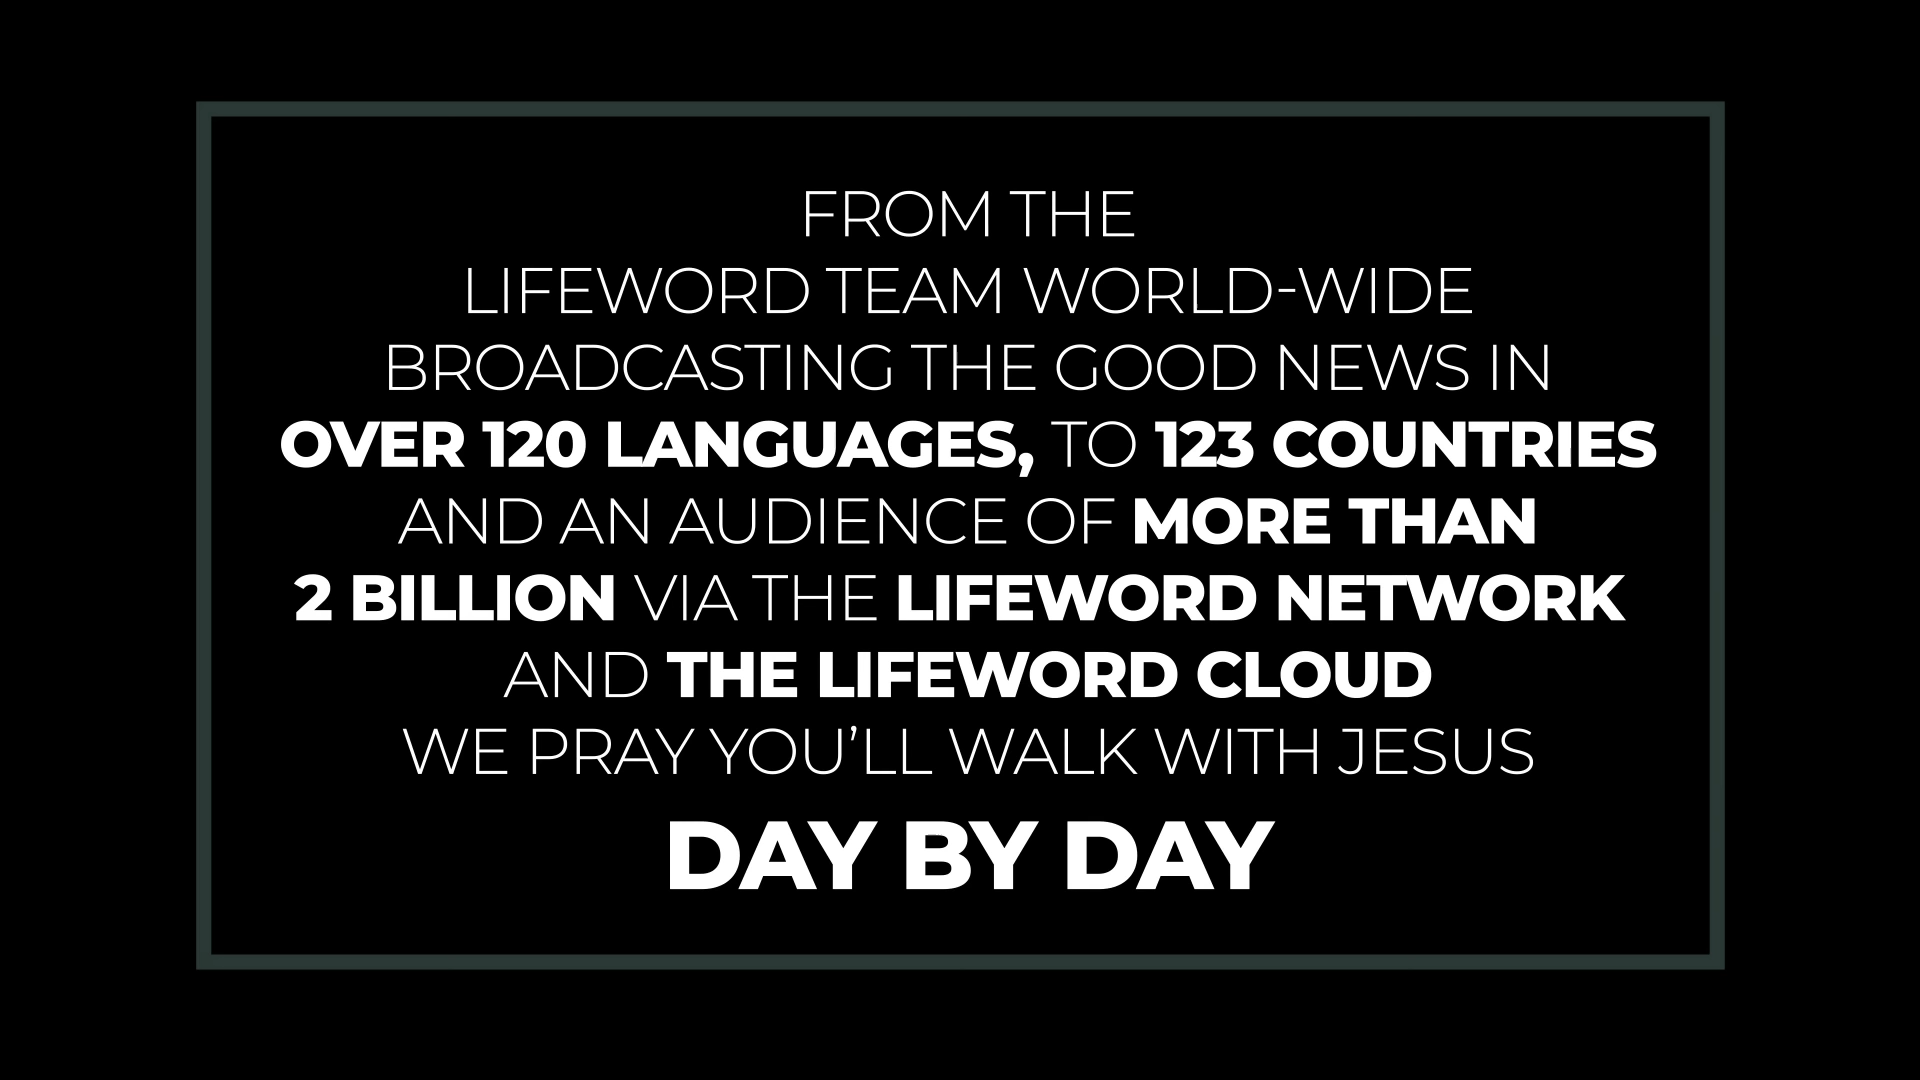 FROM THE
LIFEWORD TEAM WORLD-WIDE
BROADCASTING THE GOOD NEWS IN
OVER 120 LANGUAGES, TO 123 COUNTRIES
AND AN AUDIENCE OF MORE THAN
2 BILLION VIA THE LIFEWORD NETWORK
AND THE LIFEWORD CLOUD
WE PRAY YOU’LL WALK WITH JESUS
DAY BY DAY